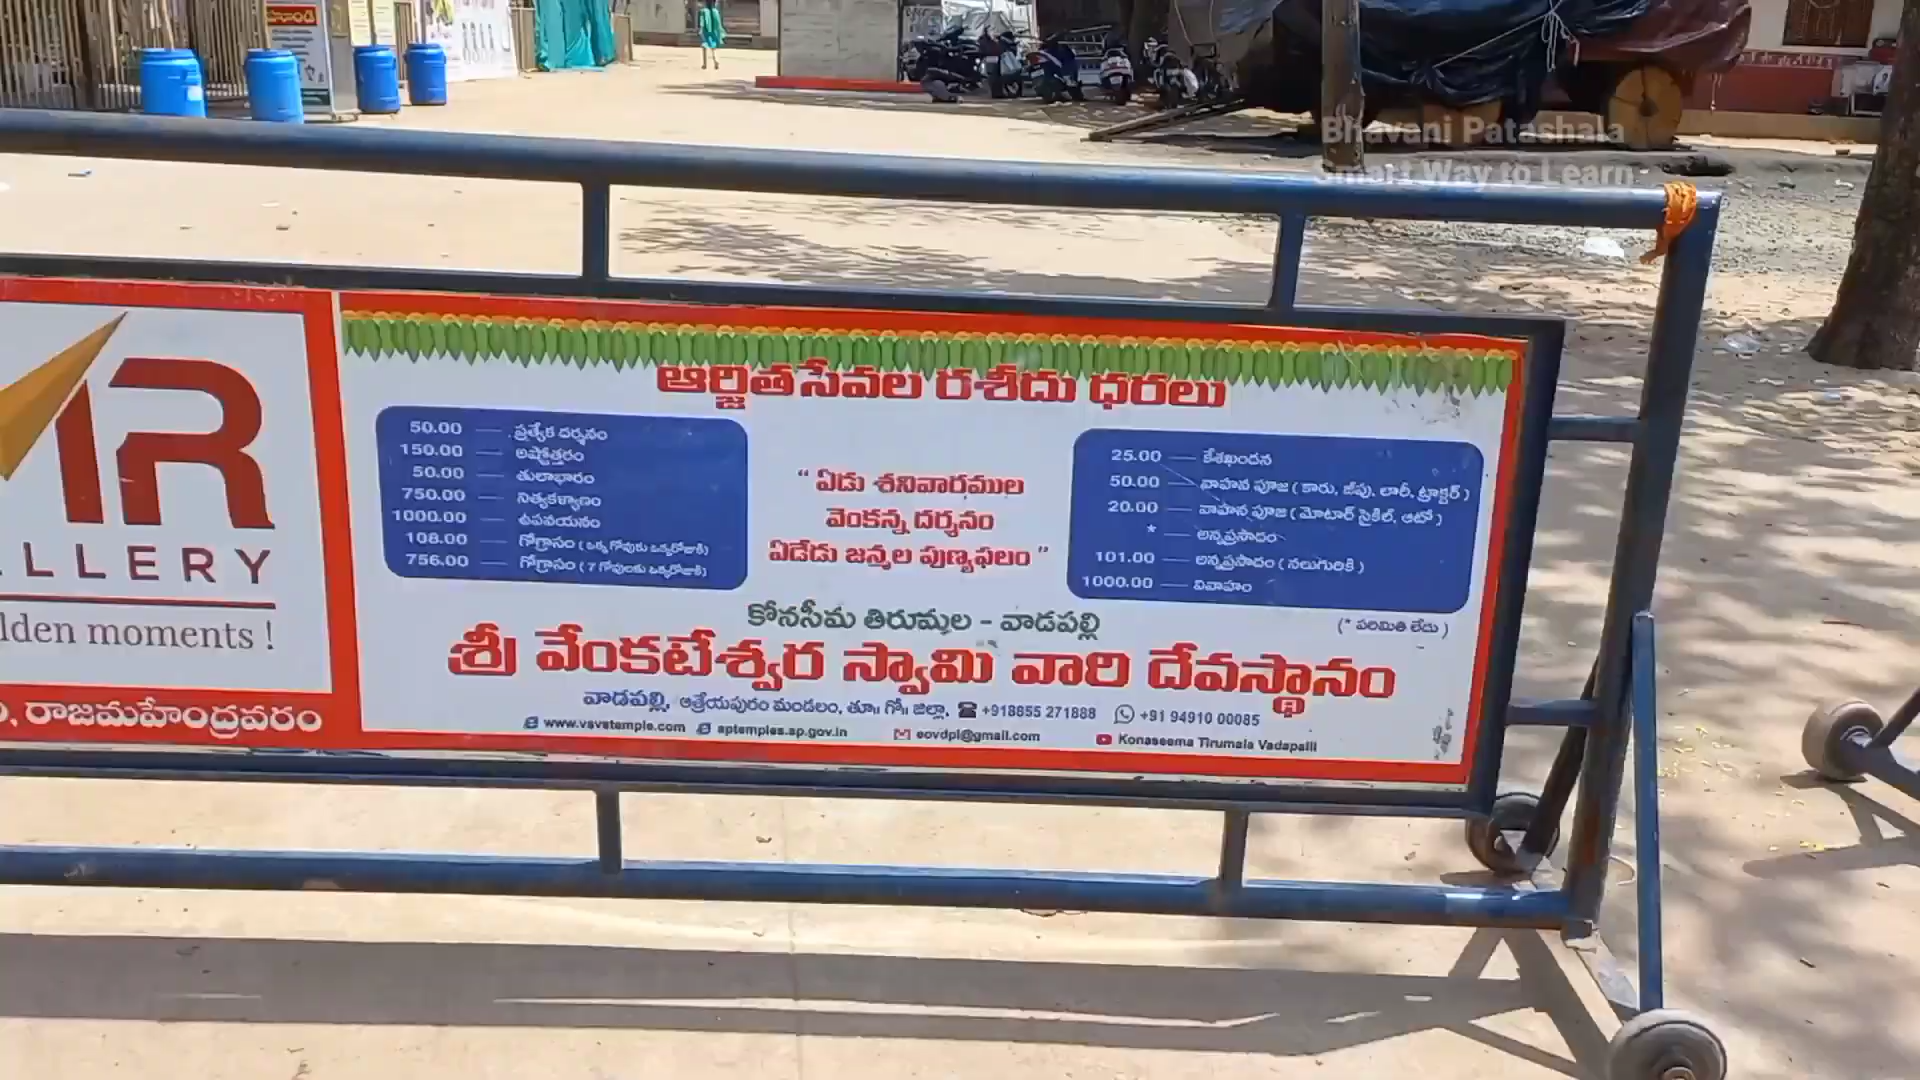 Bhavani Patashala
Smart Way to Learn
R
LLERY
lden moments !
రాజమహేంద్రవరం
ఆర్జితసేవల రశీదు ధరలు
50.00 — ప్రత్యేక దర్శనం
150.00 — అష్టోత్తరం
50.00 — తులాభారం
750.00 — నిత్యకళ్యాణం
1000.00 — ఉపనయనం
108.00 — గోగ్రాసం ( ఒక్క గోవుకు ఒక్కరోజుకి)
756.00 — గోగ్రాసం ( 7 గోవులకు ఒక్కరోజుకి)
“ ఏడు శనివారముల
వెంకన్న దర్శనం
ఏడేడు జన్మల పుణ్యఫలం ”
25.00 — కేశఖండన
50.00 — వాహన పూజ ( కారు, జీపు, లారీ, ట్రాక్టర్ )
20.00 — వాహన పూజ ( మోటార్ సైకిల్, ఆటో )
* — అన్నప్రసాదం
101.00 — అన్నప్రసాదం ( నలుగురికి )
1000.00 — వివాహం
(* పరిమితి లేదు )
కోనసీమ తిరుమల - వాడపల్లి
శ్రీ వేంకటేశ్వర స్వామి వారి దేవస్థానం
వాడపల్లి, ఆత్రేయపురం మండలం, తూ॥ గో॥ జిల్లా, +918855 271888 +91 94910 00085
www.vsvstemple.com aptemples.ap.gov.in eovdpl@gmail.com Konaseema Tirumala Vadapalli